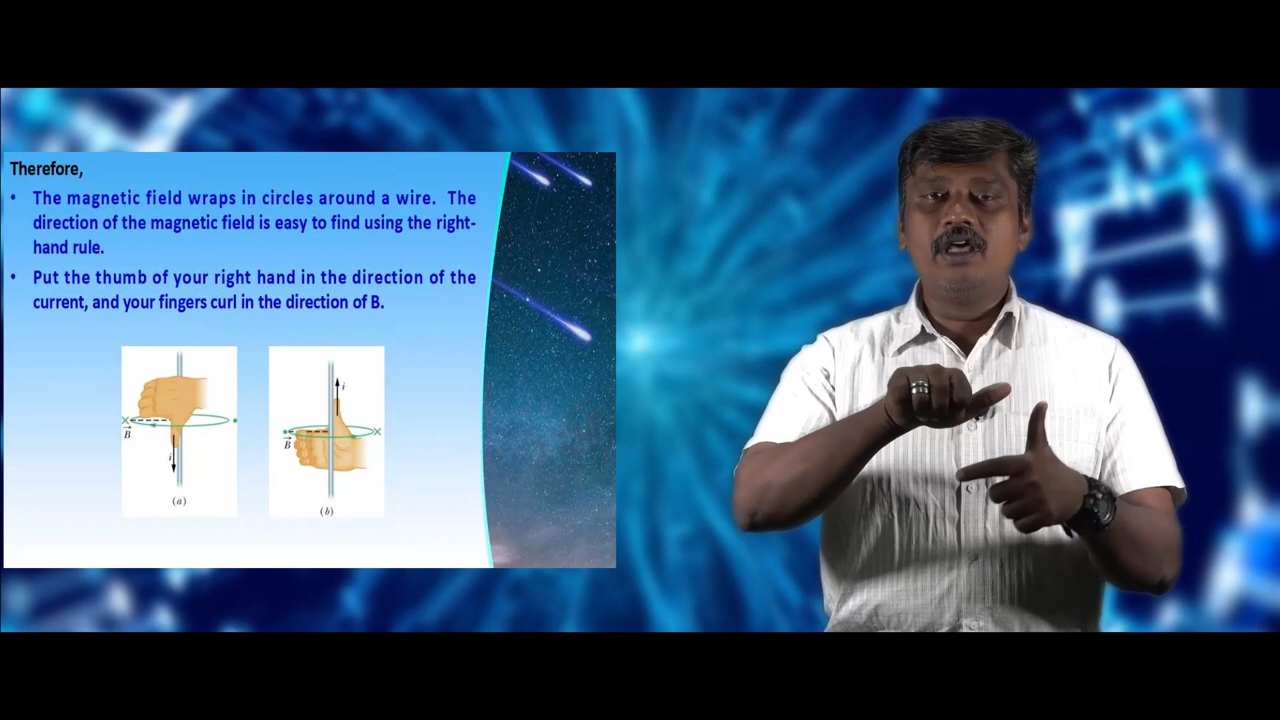 Therefore,
• The magnetic field wraps in circles around a wire. The
direction of the magnetic field is easy to find using the right-
hand rule.
• Put the thumb of your right hand in the direction of the
current, and your fingers curl in the direction of B.
i
X
B
i
(a)
B
X
(b)